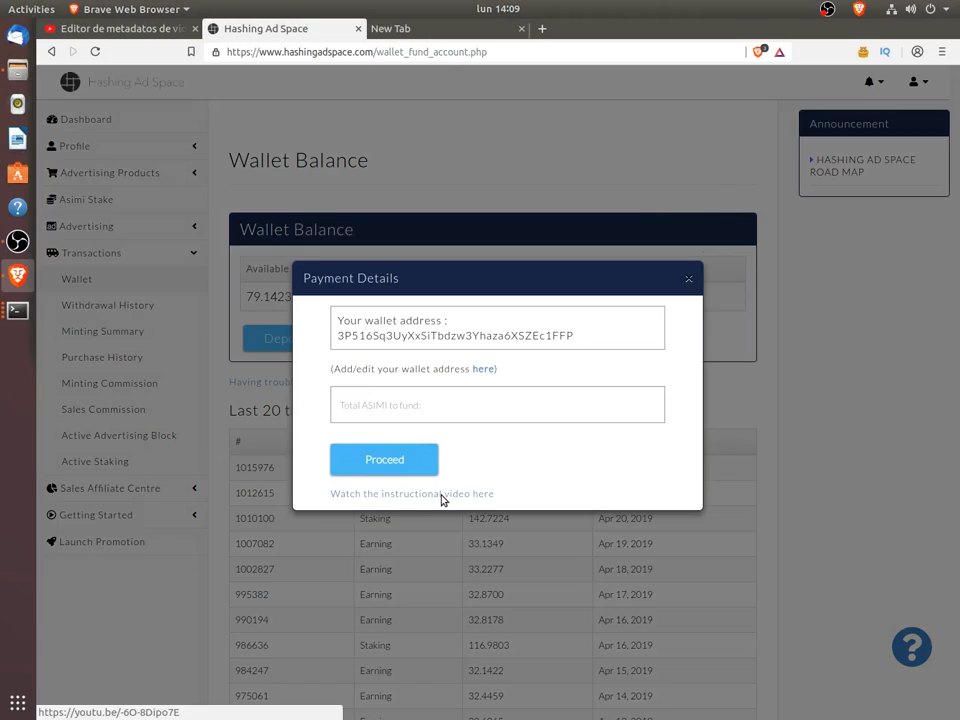 Activities
Brave Web Browser
lun 14:09
Editor de metadados de ví
Hashing Ad Space
New Tab
https://www.hashingadspace.com/wallet_fund_account.php
Hashing Ad Space
Dashboard
Profile
Advertising Products
Asimi Stake
Advertising
Transactions
Wallet
Withdrawal History
Minting Summary
Purchase History
Minting Commission
Sales Commission
Active Advertising Block
Active Staking
Sales Affiliate Centre
Getting Started
Launch Promotion
Wallet Balance
Wallet Balance
Available
79.1423
Having
Last 20
Payment Details
Your wallet address :
3P516Sq3UyXxSiTbdzw3Yhaza6XSZEc1FFP
(Add/edit your wallet address here)
Total ASIMI to fund:
Proceed
Watch the instructional video here
#
1015976
1012615
1010100 Staking 142.7224 Apr 20, 2019
1007082 Earning 33.1349 Apr 19, 2019
1002827 Earning 33.2277 Apr 18, 2019
995382 Earning 32.8700 Apr 17, 2019
990194 Earning 32.8178 Apr 16, 2019
986636 Staking 116.9803 Apr 16, 2019
984247 Earning 32.1422 Apr 15, 2019
975061 Earning 32.4459 Apr 14, 2019
Announcement
HASHING AD SPACE
ROAD MAP
https://youtu.be/-6O-8Dipo7E